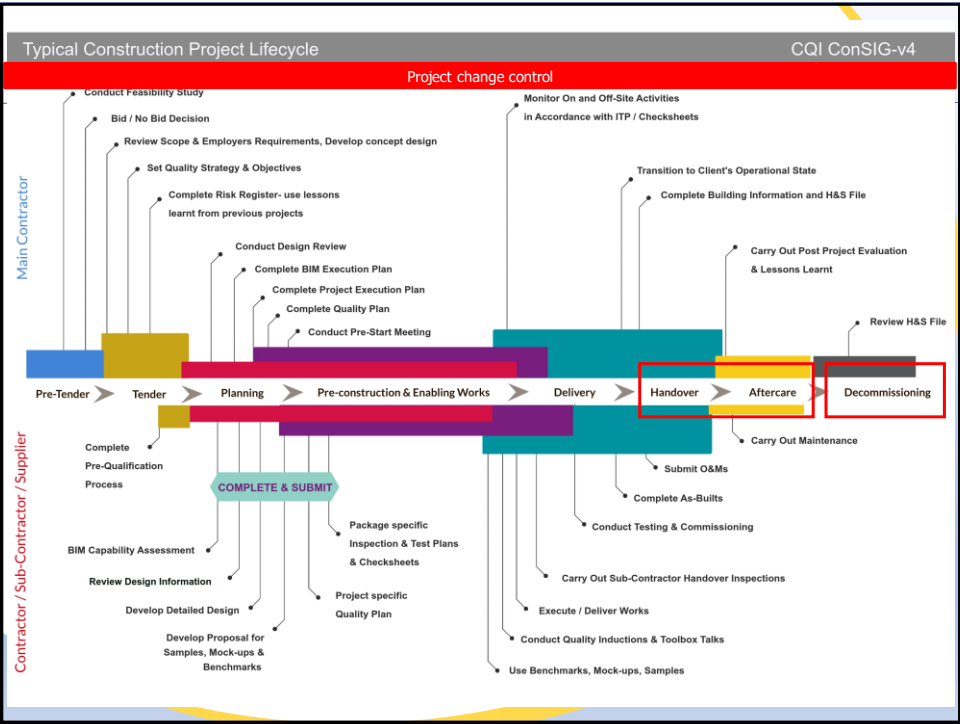 Typical Construction Project Lifecycle
CQI ConSIG-v4
Project change control
Conduct Feasibility Study
Bid / No Bid Decision
Review Scope & Employers Requirements, Develop concept design
Set Quality Strategy & Objectives
Complete Risk Register- use lessons
learnt from previous projects
Conduct Design Review
Complete BIM Execution Plan
Complete Project Execution Plan
Complete Quality Plan
Conduct Pre-Start Meeting
Monitor On and Off-Site Activities
in Accordance with ITP / Checksheets
Transition to Client's Operational State
Complete Building Information and H&S File
Carry Out Post Project Evaluation
& Lessons Learnt
Review H&S File
Main Contractor
Pre-Tender
Tender
Planning
Pre-construction & Enabling Works
Delivery
Handover
Aftercare
Decommissioning
Contractor / Sub-Contractor / Supplier
Complete
Pre-Qualification
Process
COMPLETE & SUBMIT
BIM Capability Assessment
Review Design Information
Develop Detailed Design
Develop Proposal for
Samples, Mock-ups &
Benchmarks
Package specific
Inspection & Test Plans
& Checksheets
Project specific
Quality Plan
Carry Out Maintenance
Submit O&Ms
Complete As-Builts
Conduct Testing & Commissioning
Carry Out Sub-Contractor Handover Inspections
Execute / Deliver Works
Conduct Quality Inductions & Toolbox Talks
Use Benchmarks, Mock-ups, Samples